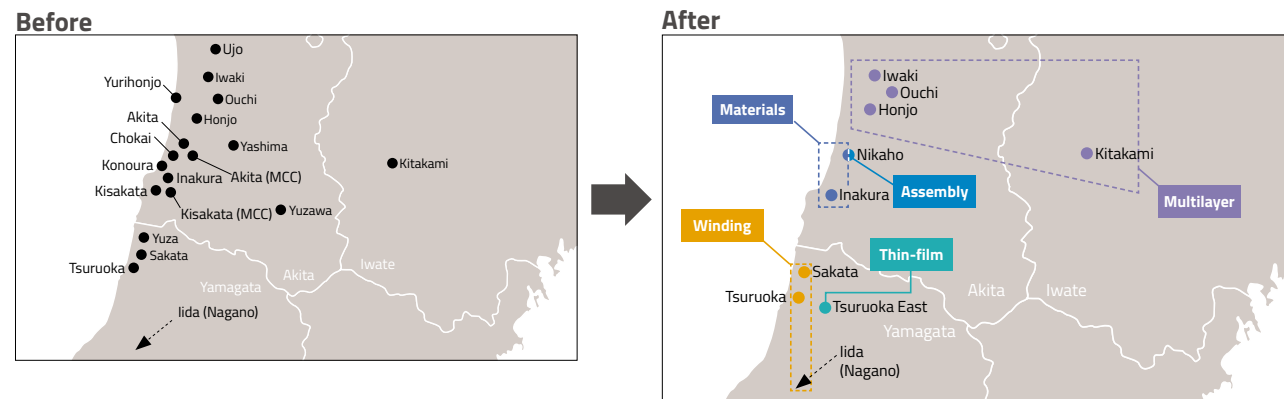 Before
Ujo
Iwaki
Yurihonjo
Ouchi
Akita
Honjo
Chokai
Yashima
Konoura
Kitakami
Inakura
Akita (MCC)
Kisakata
Kisakata (MCC)
Yuzawa
Yuza
Sakata
Tsuruoka
Akita
Iwate
Yamagata
Iida (Nagano)
After
Iwaki
Ouchi
Materials
Honjo
Nikaho
Kitakami
Assembly
Inakura
Multilayer
Winding
Thin-film
Sakata
Tsuruoka
Akita
Iwate
Tsuruoka East
Yamagata
Iida
(Nagano)